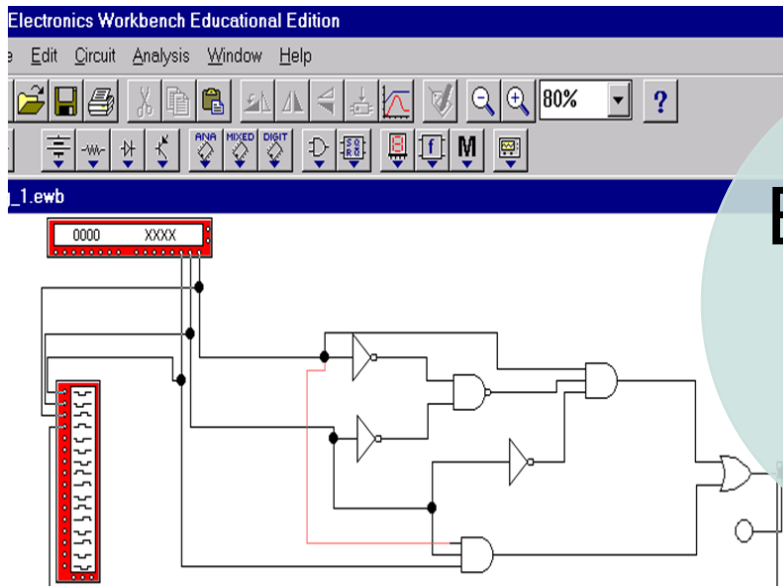 Electronics Workbench Educational Edition
e Edit Circuit Analysis Window Help
80% ?
ANA MIXED DIGIT
f M
_1.ewb
E
0000 XXXX